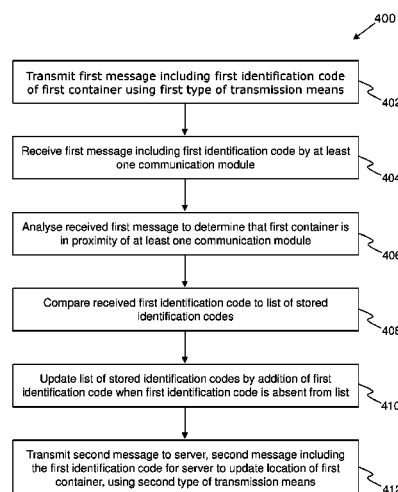 400
Transmit first message including first identification code
of first container using first type of transmission means
402
Receive first message including first identification code by at least
one communication module
404
Analyse received first message to determine that first container is
in proximity of at least one communication module
406
Compare received first identification code to list of stored
identification codes
408
Update list of stored identification codes by addition of first
identification code when first identification code is absent from list
410
Transmit second message to server, second message including
the first identification code for server to update location of first
container, using second type of transmission means
412